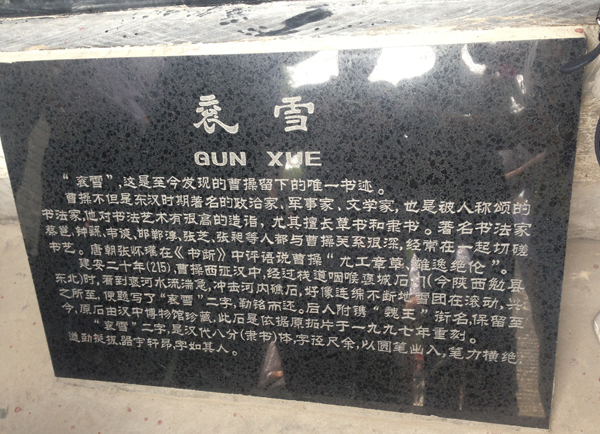 衮雪
GUN XUE
“衮雪”,这是至今发现的曹操留下的唯一书迹。
曹操不但是东汉时期著名的政治家、军事家、文学家,也是被人称颂的
书法家,他对书法艺术有很高的造诣,尤其擅长草书和隶书。著名书法家
蔡邕、钟繇、韦诞、邯郸淳、张芝、张昶等人都与曹操关系很深,经常在一起切磋
书艺。唐朝张怀瓘在《书断》中评语说曹操“尤工章草,雄逸绝伦”。
建安二十年(215),曹操西征汉中,经过栈道咽喉褒城石门(今陕西勉县
东北)时,看到褒河水流湍急,冲击河内礁石,好像连绵不断地雪团在滚动,兴
之所至,便题写了“衮雪”二字,勒铭而还。后人附镌“魏王”衔名,保留至
今,原石由汉中博物馆珍藏,此石是依据原拓片于一九九七年重刻。
“衮雪”二字,是汉代八分(隶书)体,字径尺余,以圆笔出入,笔力横绝,
遒劲挺拔,器宇轩昂,字如其人。